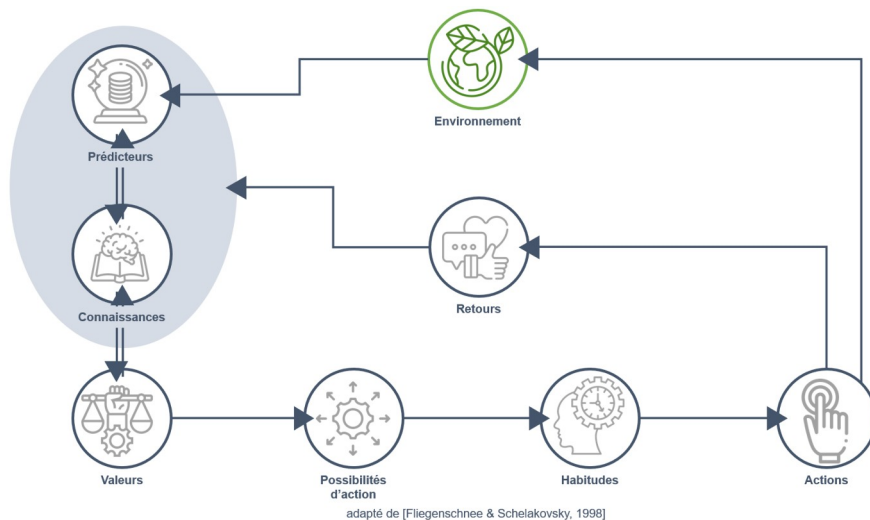 Environnement
Prédicteurs
Connaissances
Retours
Valeurs
Possibilités
d'action
Habitudes
Actions
adapté de [Fliegenschnee & Schelakovsky, 1998]